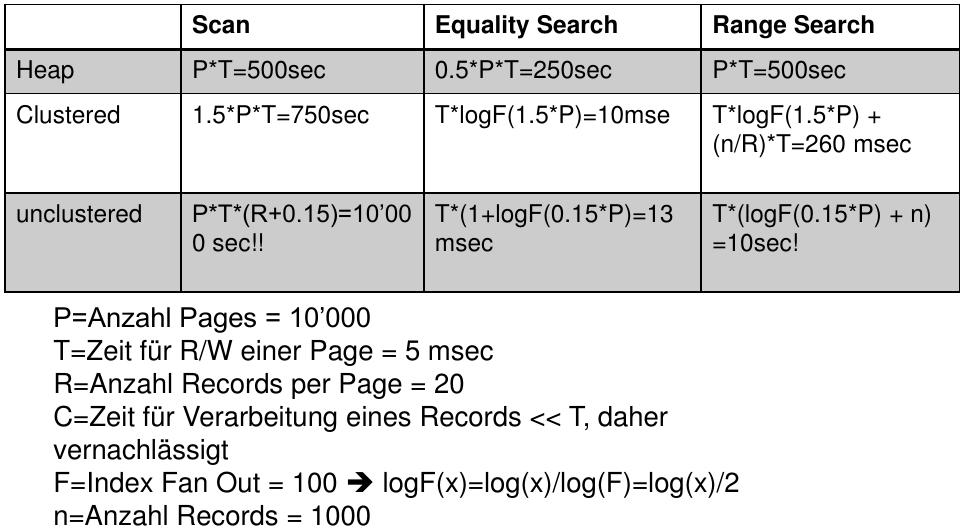 Scan Equality Search Range Search
Heap P*T=500sec 0.5*P*T=250sec P*T=500sec
Clustered 1.5*P*T=750sec T*logF(1.5*P)=10mse T*logF(1.5*P) +
(n/R)*T=260 msec
unclustered P*T*(R+0.15)=10’00 T*(1+logF(0.15*P)=13 T*(logF(0.15*P) + n)
0 sec!! msec =10sec!
P=Anzahl Pages = 10’000
T=Zeit für R/W einer Page = 5 msec
R=Anzahl Records per Page = 20
C=Zeit für Verarbeitung eines Records << T, daher
vernachlässigt
F=Index Fan Out = 100 ➔ logF(x)=log(x)/log(F)=log(x)/2
n=Anzahl Records = 1000